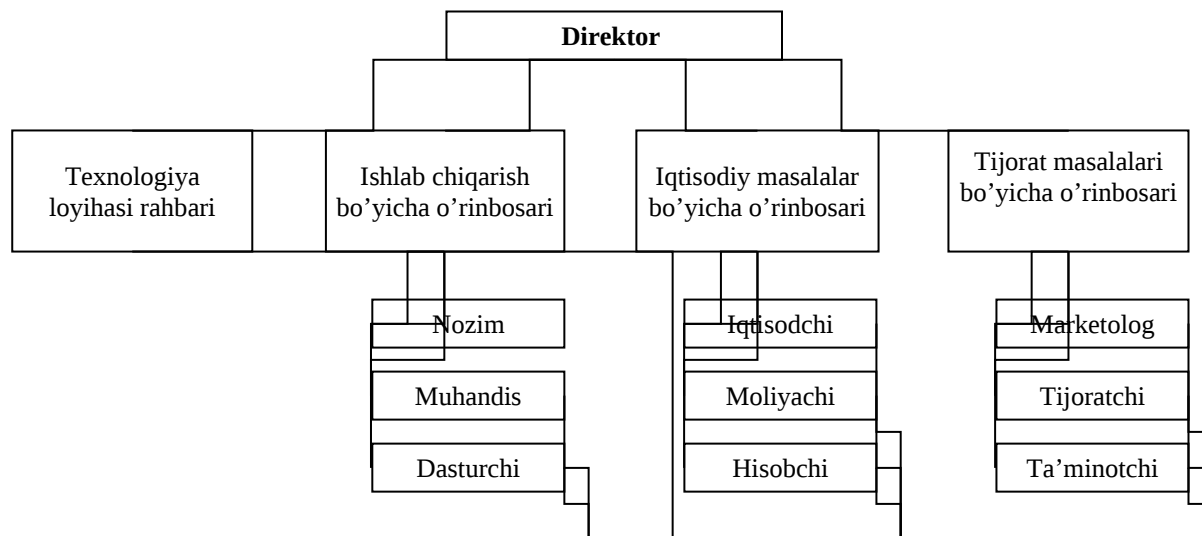 Direktor
Texnologiya
loyihasi rahbari
Ishlab chiqarish
bo’yicha o’rinbosari
Iqtisodiy masalalar
bo’yicha o’rinbosari
Tijorat masalalari
bo’yicha o’rinbosari
Nozim
Iqtisodchi
Marketolog
Muhandis
Moliyachi
Tijoratchi
Dasturchi
Hisobchi
Ta’minotchi